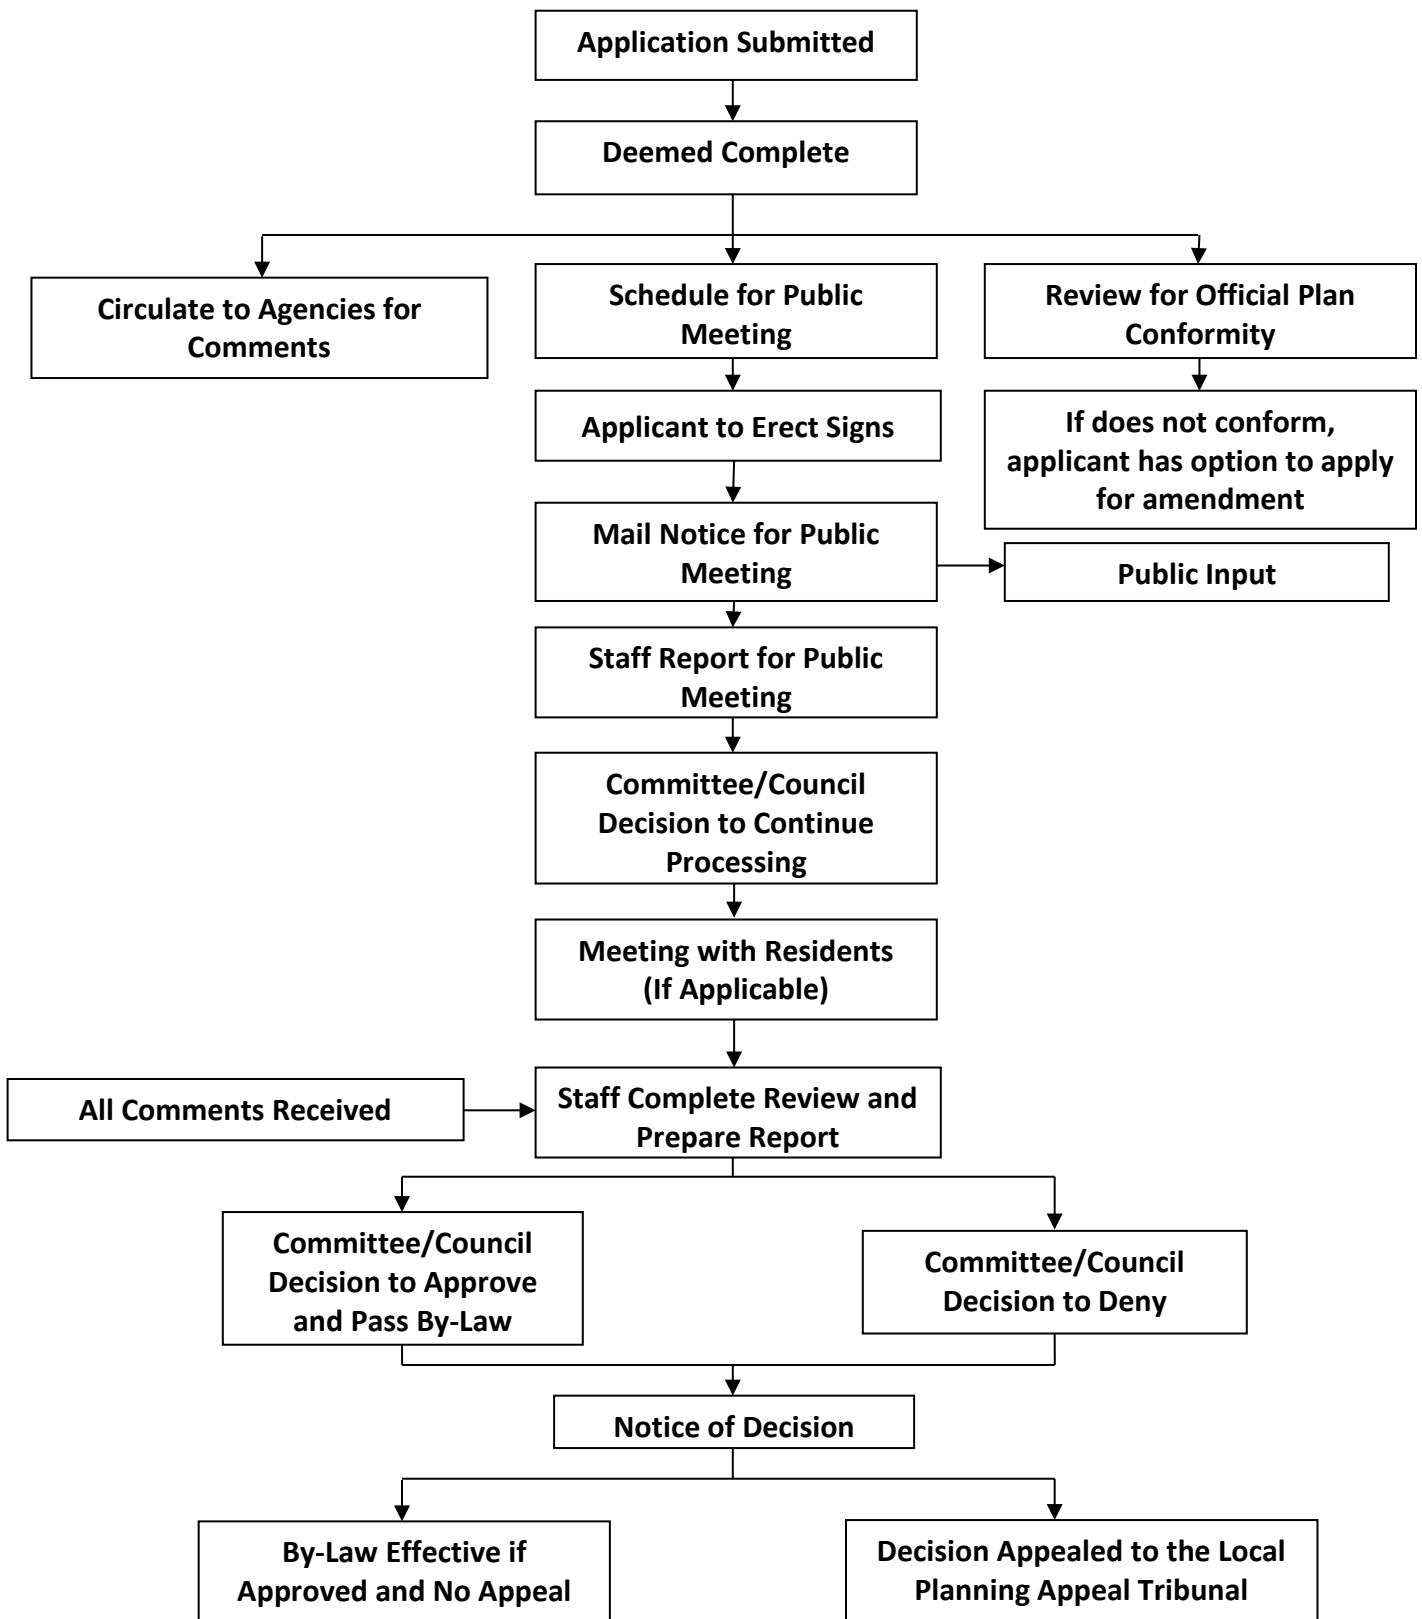 Application Submitted
Deemed Complete
Circulate to Agencies for
Comments
Schedule for Public
Meeting
Review for Official Plan
Conformity
Applicant to Erect Signs
If does not conform,
applicant has option to apply
for amendment
Mail Notice for Public
Meeting
Public Input
Staff Report for Public
Meeting
Committee/Council
Decision to Continue
Processing
Meeting with Residents
(If Applicable)
All Comments Received
Staff Complete Review and
Prepare Report
Committee/Council
Decision to Approve
and Pass By-Law
Committee/Council
Decision to Deny
Notice of Decision
By-Law Effective if
Approved and No Appeal
Decision Appealed to the Local
Planning Appeal Tribunal